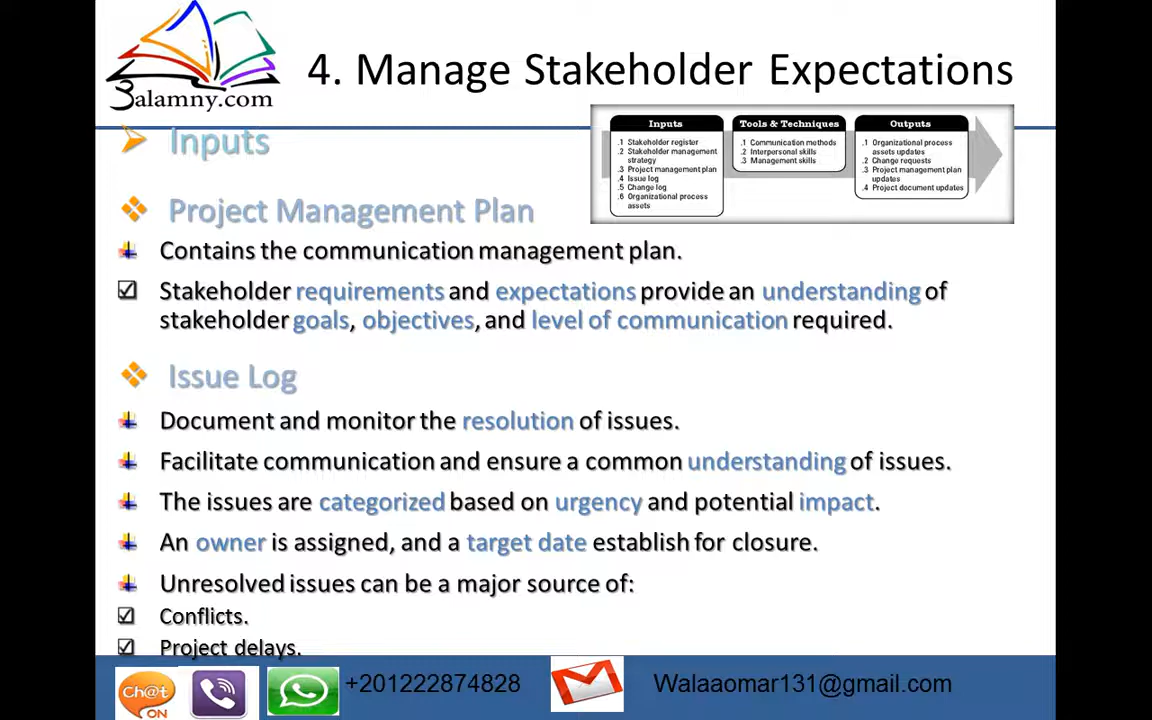 3alamny.com
4. Manage Stakeholder Expectations
Inputs
.1 Stakeholder register
.2 Stakeholder management
strategy
.3 Project management plan
.4 Issue log
.5 Change log
.6 Organizational process
assets
Tools & Techniques
.1 Communication methods
.2 Interpersonal skills
.3 Management skills
Outputs
.1 Organizational process
assets updates
.2 Change requests
.3 Project management plan
updates
.4 Project document updates
Inputs
Project Management Plan
Contains the communication management plan.
Stakeholder requirements and expectations provide an understanding of
stakeholder goals, objectives, and level of communication required.
Issue Log
Document and monitor the resolution of issues.
Facilitate communication and ensure a common understanding of issues.
The issues are categorized based on urgency and potential impact.
An owner is assigned, and a target date establish for closure.
Unresolved issues can be a major source of:
Conflicts.
Project delays.
Ch@t
ON
+201222874828
Walaaomar131@gmail.com